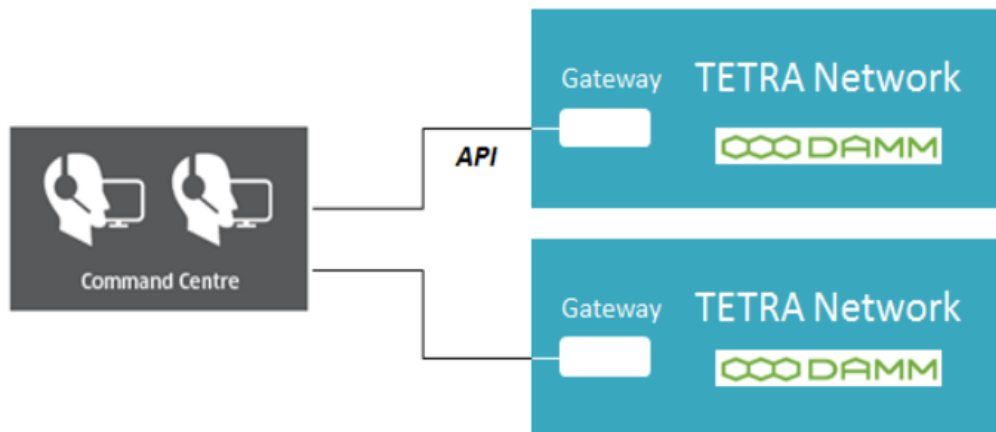 Gateway
TETRA Network
DAMM
API
Command Centre
Gateway
TETRA Network
DAMM